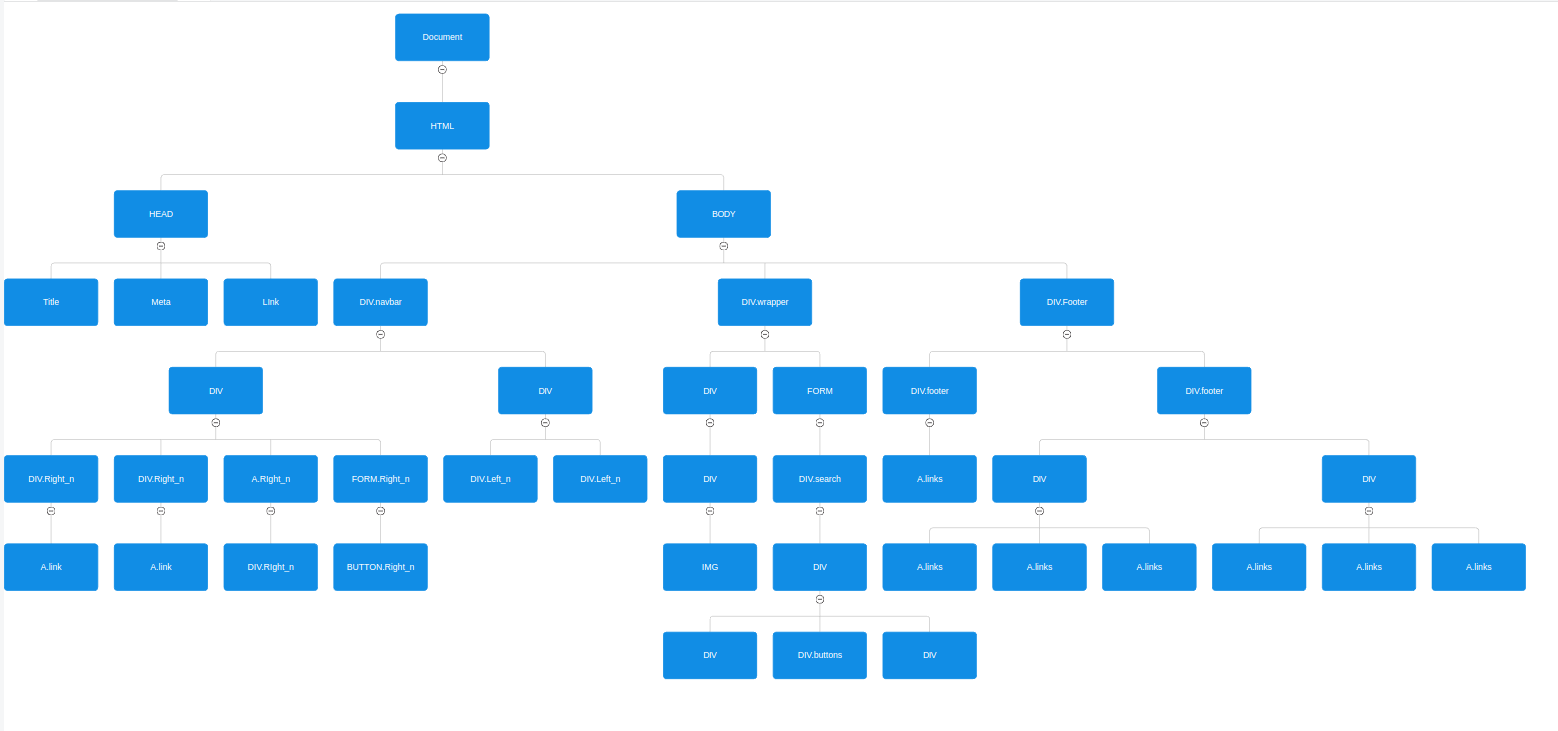 Document
HTML
HEAD
BODY
Title
Meta
LInk
DIV.navbar
DIV.wrapper
DIV.Footer
DIV
DIV
DIV
FORM
DIV.footer
DIV.footer
DIV.Right_n
DIV.Right_n
A.RIght_n
FORM.Right_n
DIV.Left_n
DIV.Left_n
DIV
DIV.search
A.links
DIV
DIV
A.link
A.link
DIV.RIght_n
BUTTON.Right_n
IMG
DIV
A.links
A.links
A.links
A.links
A.links
A.links
DIV
DIV.buttons
DIV